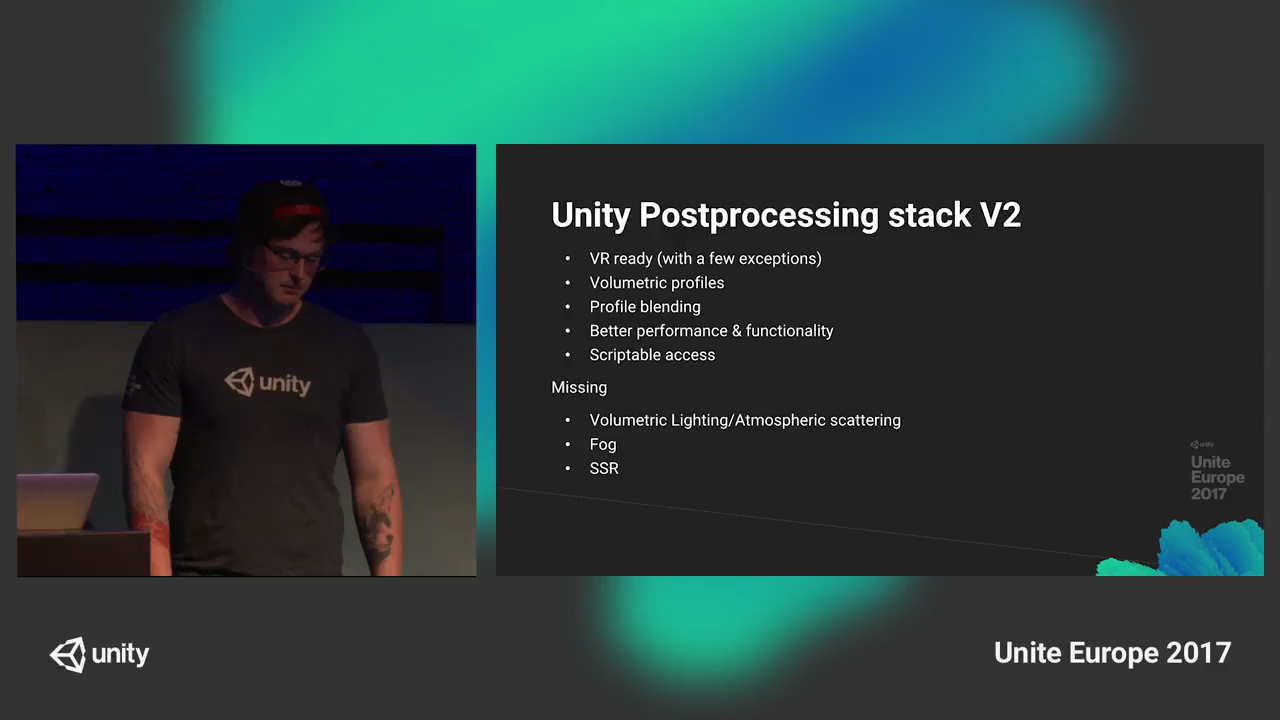 unity
Unity Postprocessing stack V2
• VR ready (with a few exceptions)
• Volumetric profiles
• Profile blending
• Better performance & functionality
• Scriptable access
Missing
• Volumetric Lighting/Atmospheric scattering
• Fog
• SSR
unity
Unite
Europe
2017
unity
Unite Europe 2017